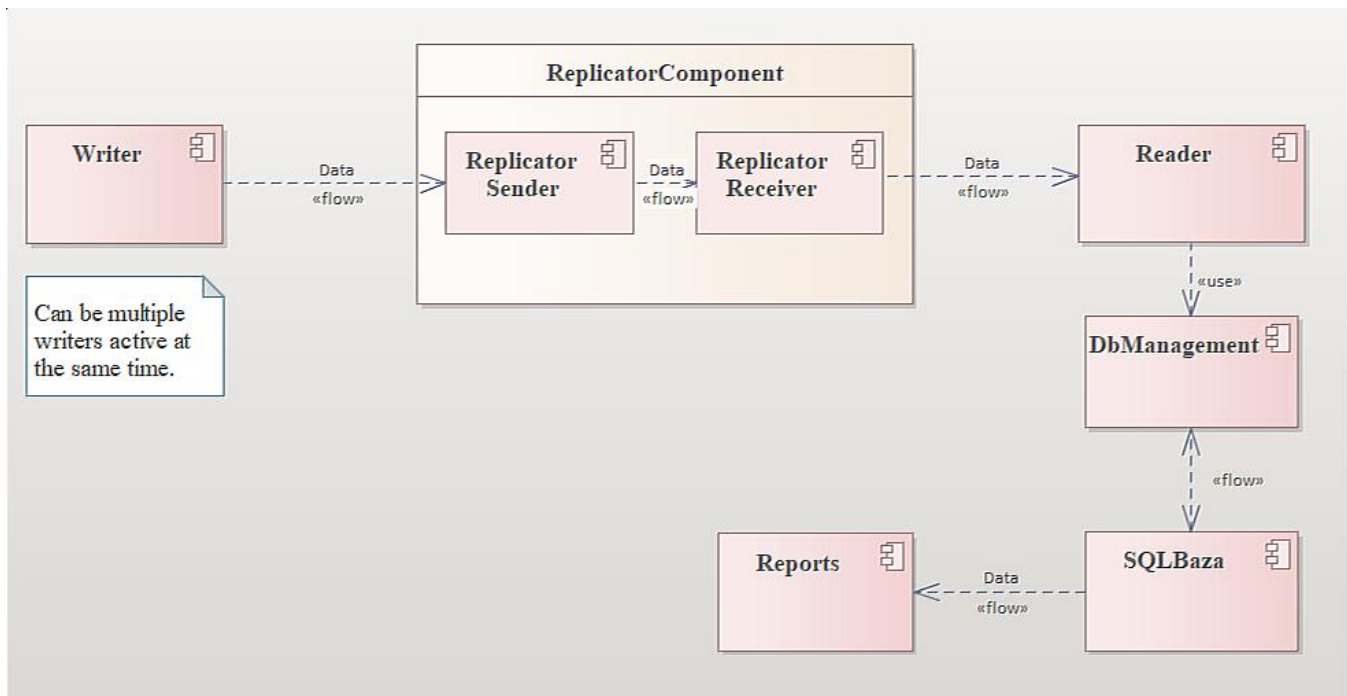 ReplicatorComponent
Writer
Data
«flow»
Replicator
Sender
Data
«flow»
Replicator
Receiver
Data
«flow»
Reader
Can be multiple
writers active at
the same time.
«use»
DbManagement
«flow»
Reports
Data
«flow»
SQLBaza